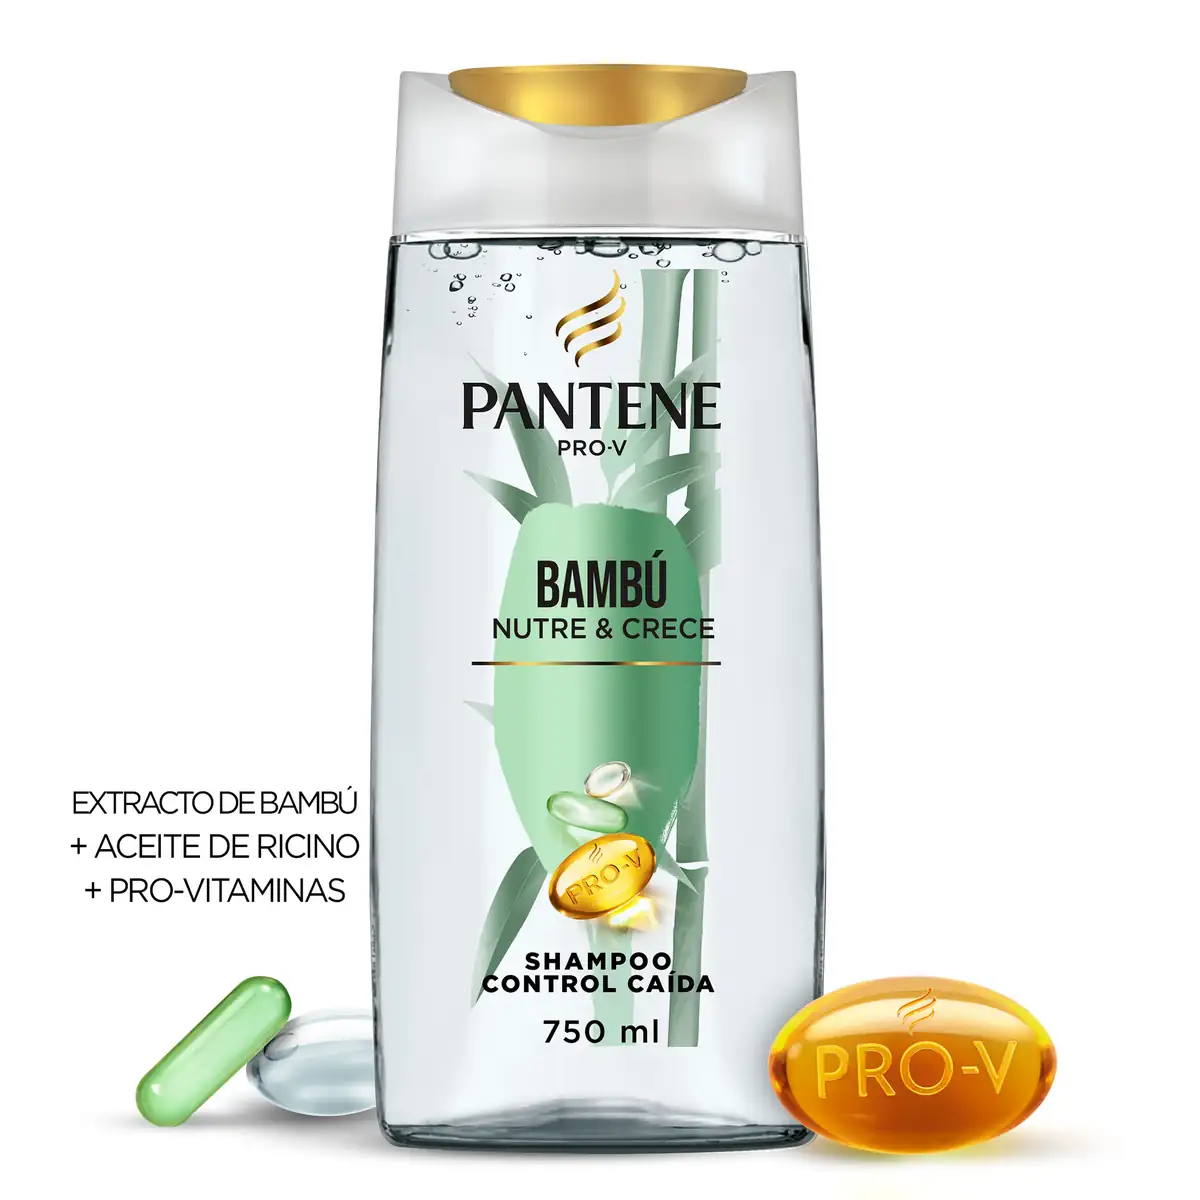 PANTENE
PRO-V
BAMBÚ
NUTRE & CRECE
EXTRACTO DE BAMBÚ
+ ACEITE DE RICINO
+ PRO-VITAMINAS
PRO-V
SHAMPOO
CONTROL CAÍDA
750 ml
PRO-V